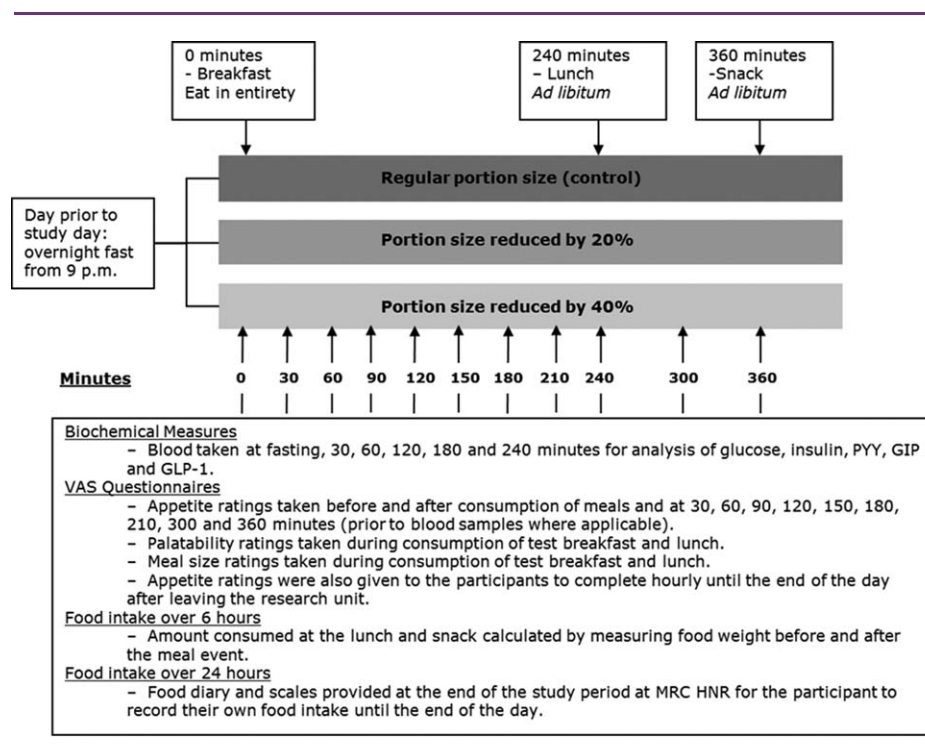 0 minutes
- Breakfast
Eat in entirety
240 minutes
– Lunch
Ad libitum
360 minutes
-Snack
Ad libitum
Day prior to
study day:
overnight fast
from 9 p.m.
Regular portion size (control)
Portion size reduced by 20%
Portion size reduced by 40%
Minutes 0 30 60 90 120 150 180 210 240 300 360
Biochemical Measures
– Blood taken at fasting, 30, 60, 120, 180 and 240 minutes for analysis of glucose, insulin, PYY, GIP
and GLP-1.
VAS Questionnaires
– Appetite ratings taken before and after consumption of meals and at 30, 60, 90, 120, 150, 180,
210, 300 and 360 minutes (prior to blood samples where applicable).
– Palatability ratings taken during consumption of test breakfast and lunch.
– Meal size ratings taken during consumption of test breakfast and lunch.
– Appetite ratings were also given to the participants to complete hourly until the end of the day
after leaving the research unit.
Food intake over 6 hours
– Amount consumed at the lunch and snack calculated by measuring food weight before and after
the meal event.
Food intake over 24 hours
– Food diary and scales provided at the end of the study period at MRC HNR for the participant to
record their own food intake until the end of the day.